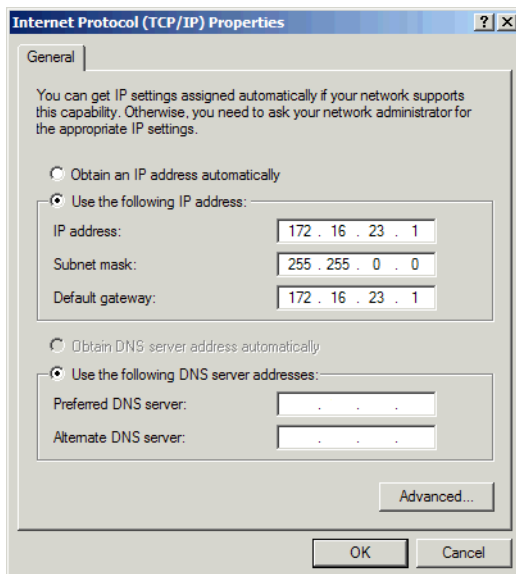 Internet Protocol (TCP/IP) Properties
General
You can get IP settings assigned automatically if your network supports
this capability. Otherwise, you need to ask your network administrator for
the appropriate IP settings.
Obtain an IP address automatically
Use the following IP address:
IP address: 172 . 16 . 23 . 1
Subnet mask: 255 . 255 . 0 . 0
Default gateway: 172 . 16 . 23 . 1
Obtain DNS server address automatically
Use the following DNS server addresses:
Preferred DNS server: . . .
Alternate DNS server: . . .
Advanced...
OK Cancel